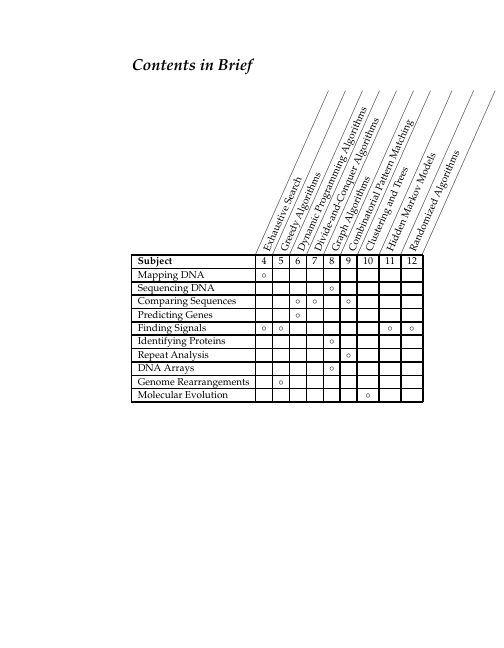 Contents in Brief
Exhaustive Search
Greedy Algorithms
Dynamic Programming Algorithms
Divide-and-Conquer Algorithms
Graph Algorithms
Combinatorial Pattern Matching
Clustering and Trees
Hidden Markov Models
Randomized Algorithms
Subject 4 5 6 7 8 9 10 11 12
Mapping DNA ○
Sequencing DNA ○
Comparing Sequences ○ ○ ○
Predicting Genes ○
Finding Signals ○ ○ ○ ○
Identifying Proteins ○
Repeat Analysis ○
DNA Arrays ○
Genome Rearrangements ○
Molecular Evolution ○